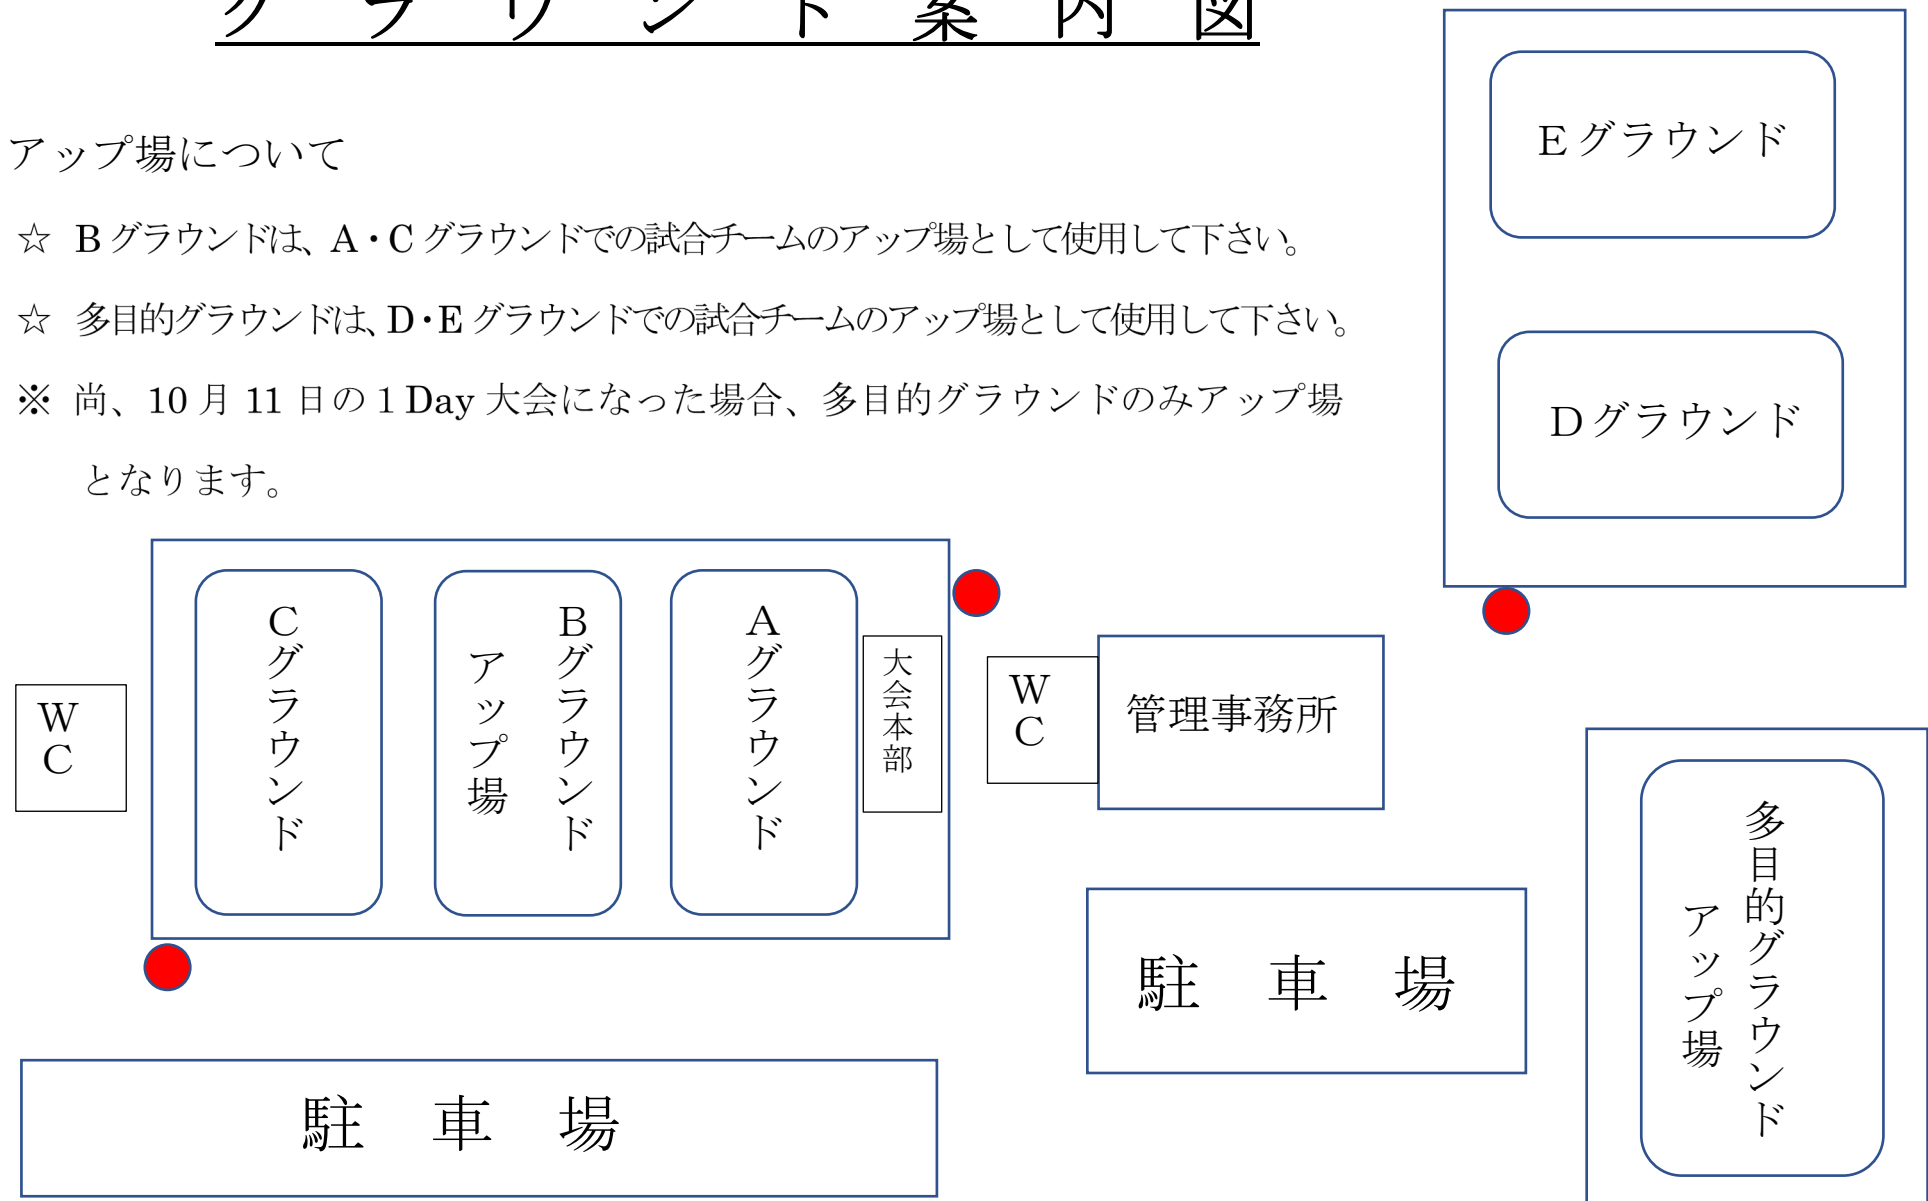 グラウンド案内図
アップ場について
☆ Bグラウンドは、A・Cグラウンドでの試合チームのアップ場として使用して下さい。
☆ 多目的グラウンドは、D・Eグラウンドでの試合チームのアップ場として使用して下さい。
※ 尚、10月11日の1Day大会になった場合、多目的グラウンドのみアップ場
となります。
Eグラウンド
Dグラウンド
WC
Cグラウンド
Bグラウンド
アップ場
Aグラウンド
大会本部
WC
管理事務所
駐車場
駐車場
多目的グラウンド
アップ場